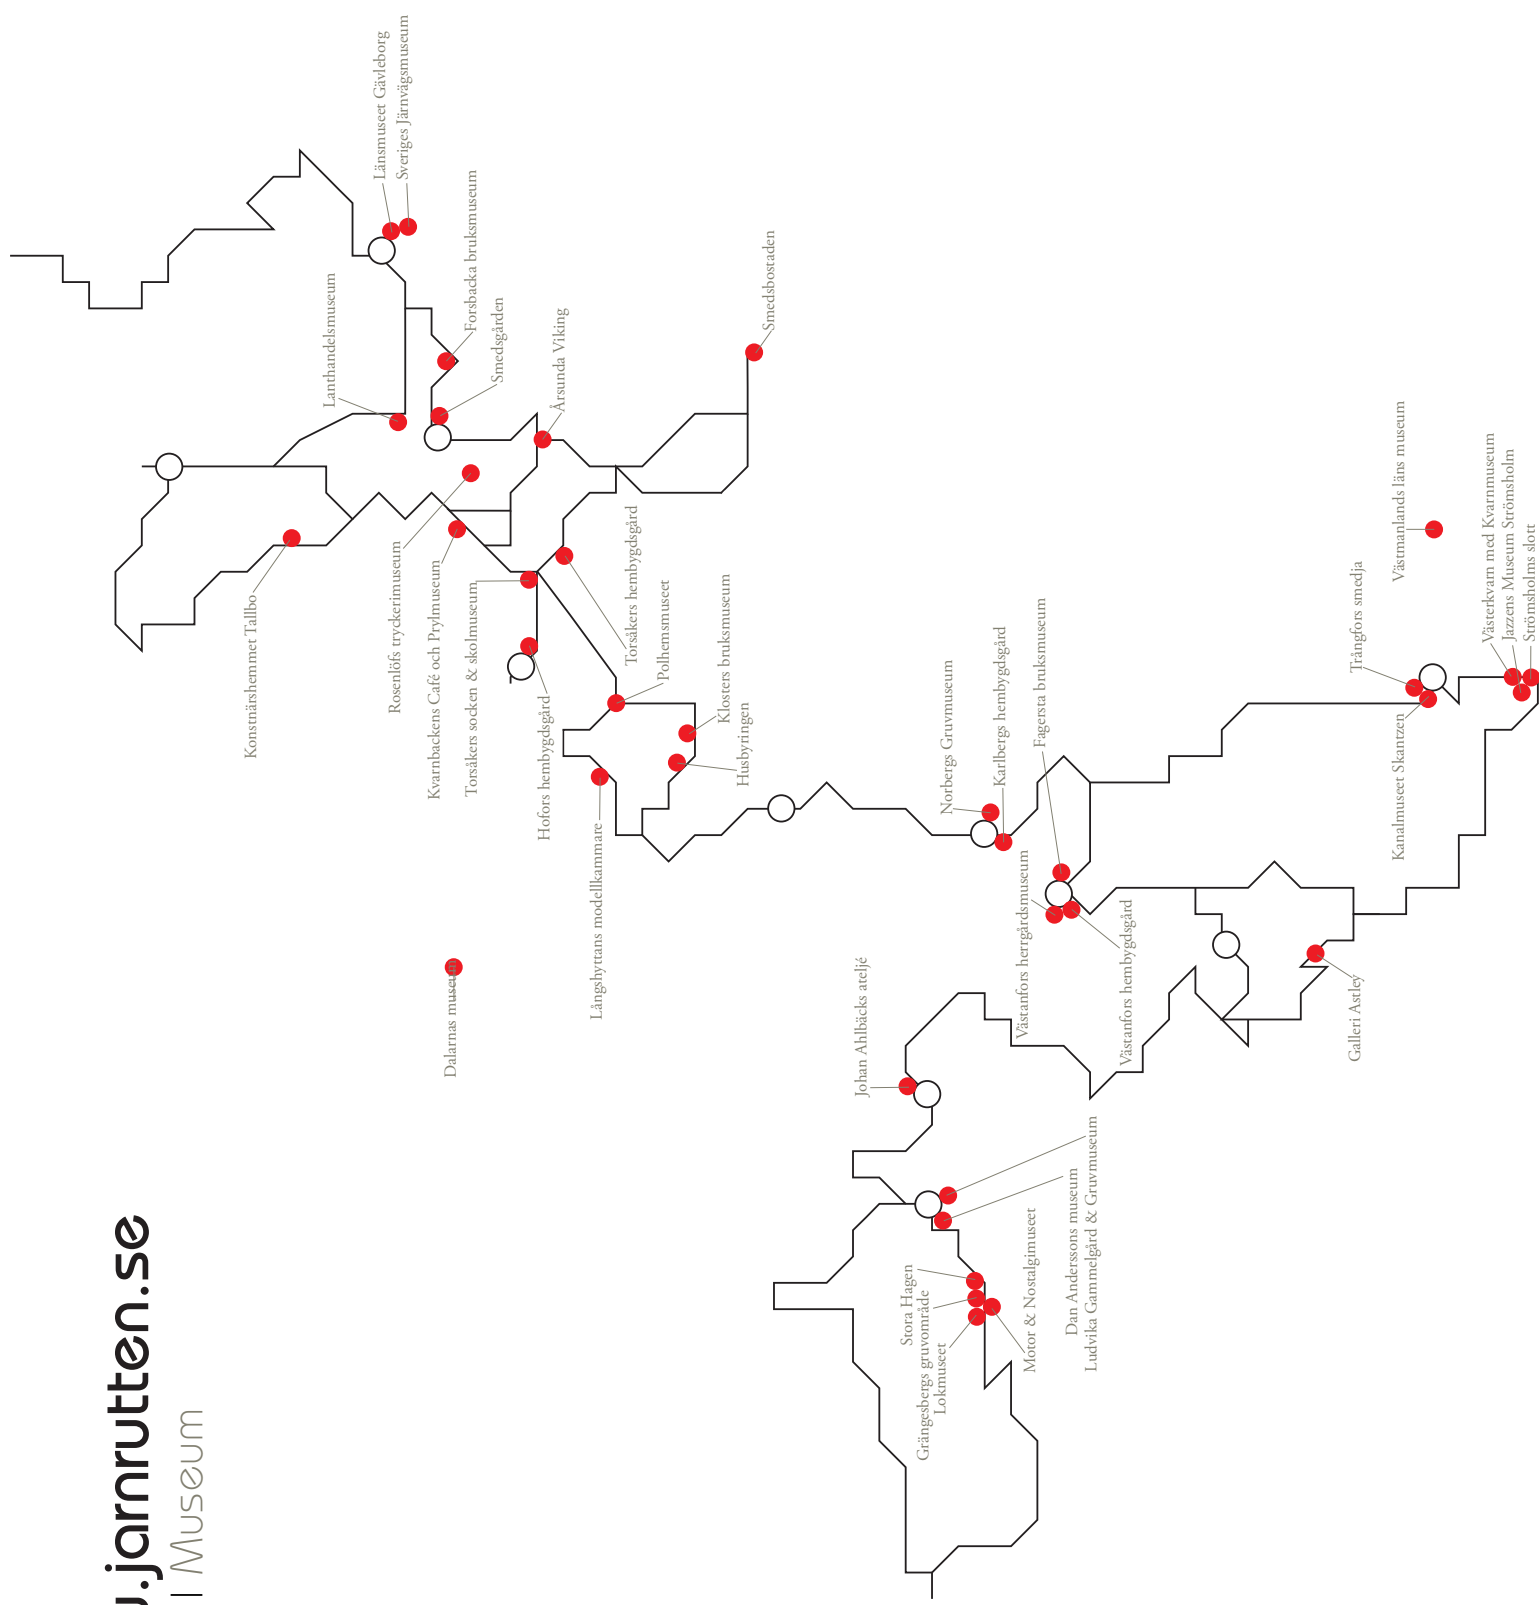 Länsmuseet Gävleborg
Sveriges Järnvägsmuseum
Forsbacka bruksmuseum
Lanthandelsmuseum
Smedsgården
Årsunda Viking
Smedsbostaden
Konstnärshemmet Tallbo
Rosenlöfs tryckerimuseum
Kvarnbackens Café och Prylmuseum
Torsåkers socken & skolmuseum
Hofors hembygdsgård
Torsåkers hembygdsgård
Polhemsmuseet
Klosters bruksmuseum
Husbyringen
Långshyttans modellkammare
Dalarnas museum
Norbergs Gruvmuseum
Karlbergs hembygdsgård
Fagersta bruksmuseum
Västanfors herrgårdsmuseum
Västanfors hembygdsgård
Västmanlands läns museum
Trångfors smedja
Kanalmuseet Skantzen
Västerkvarn med Kvarnmuseum
Jazzens Museum Strömsholm
Strömsholms slott
Galleri Astley
Johan Ahlbäcks ateljé
Stora Hagen
Grängesbergs gruvområde
Lokmuseet
Motor & Nostalgimuseet
Dan Anderssons museum
Ludvika Gammelgård & Gruvmuseum
.jarnrutten.se
| Museum